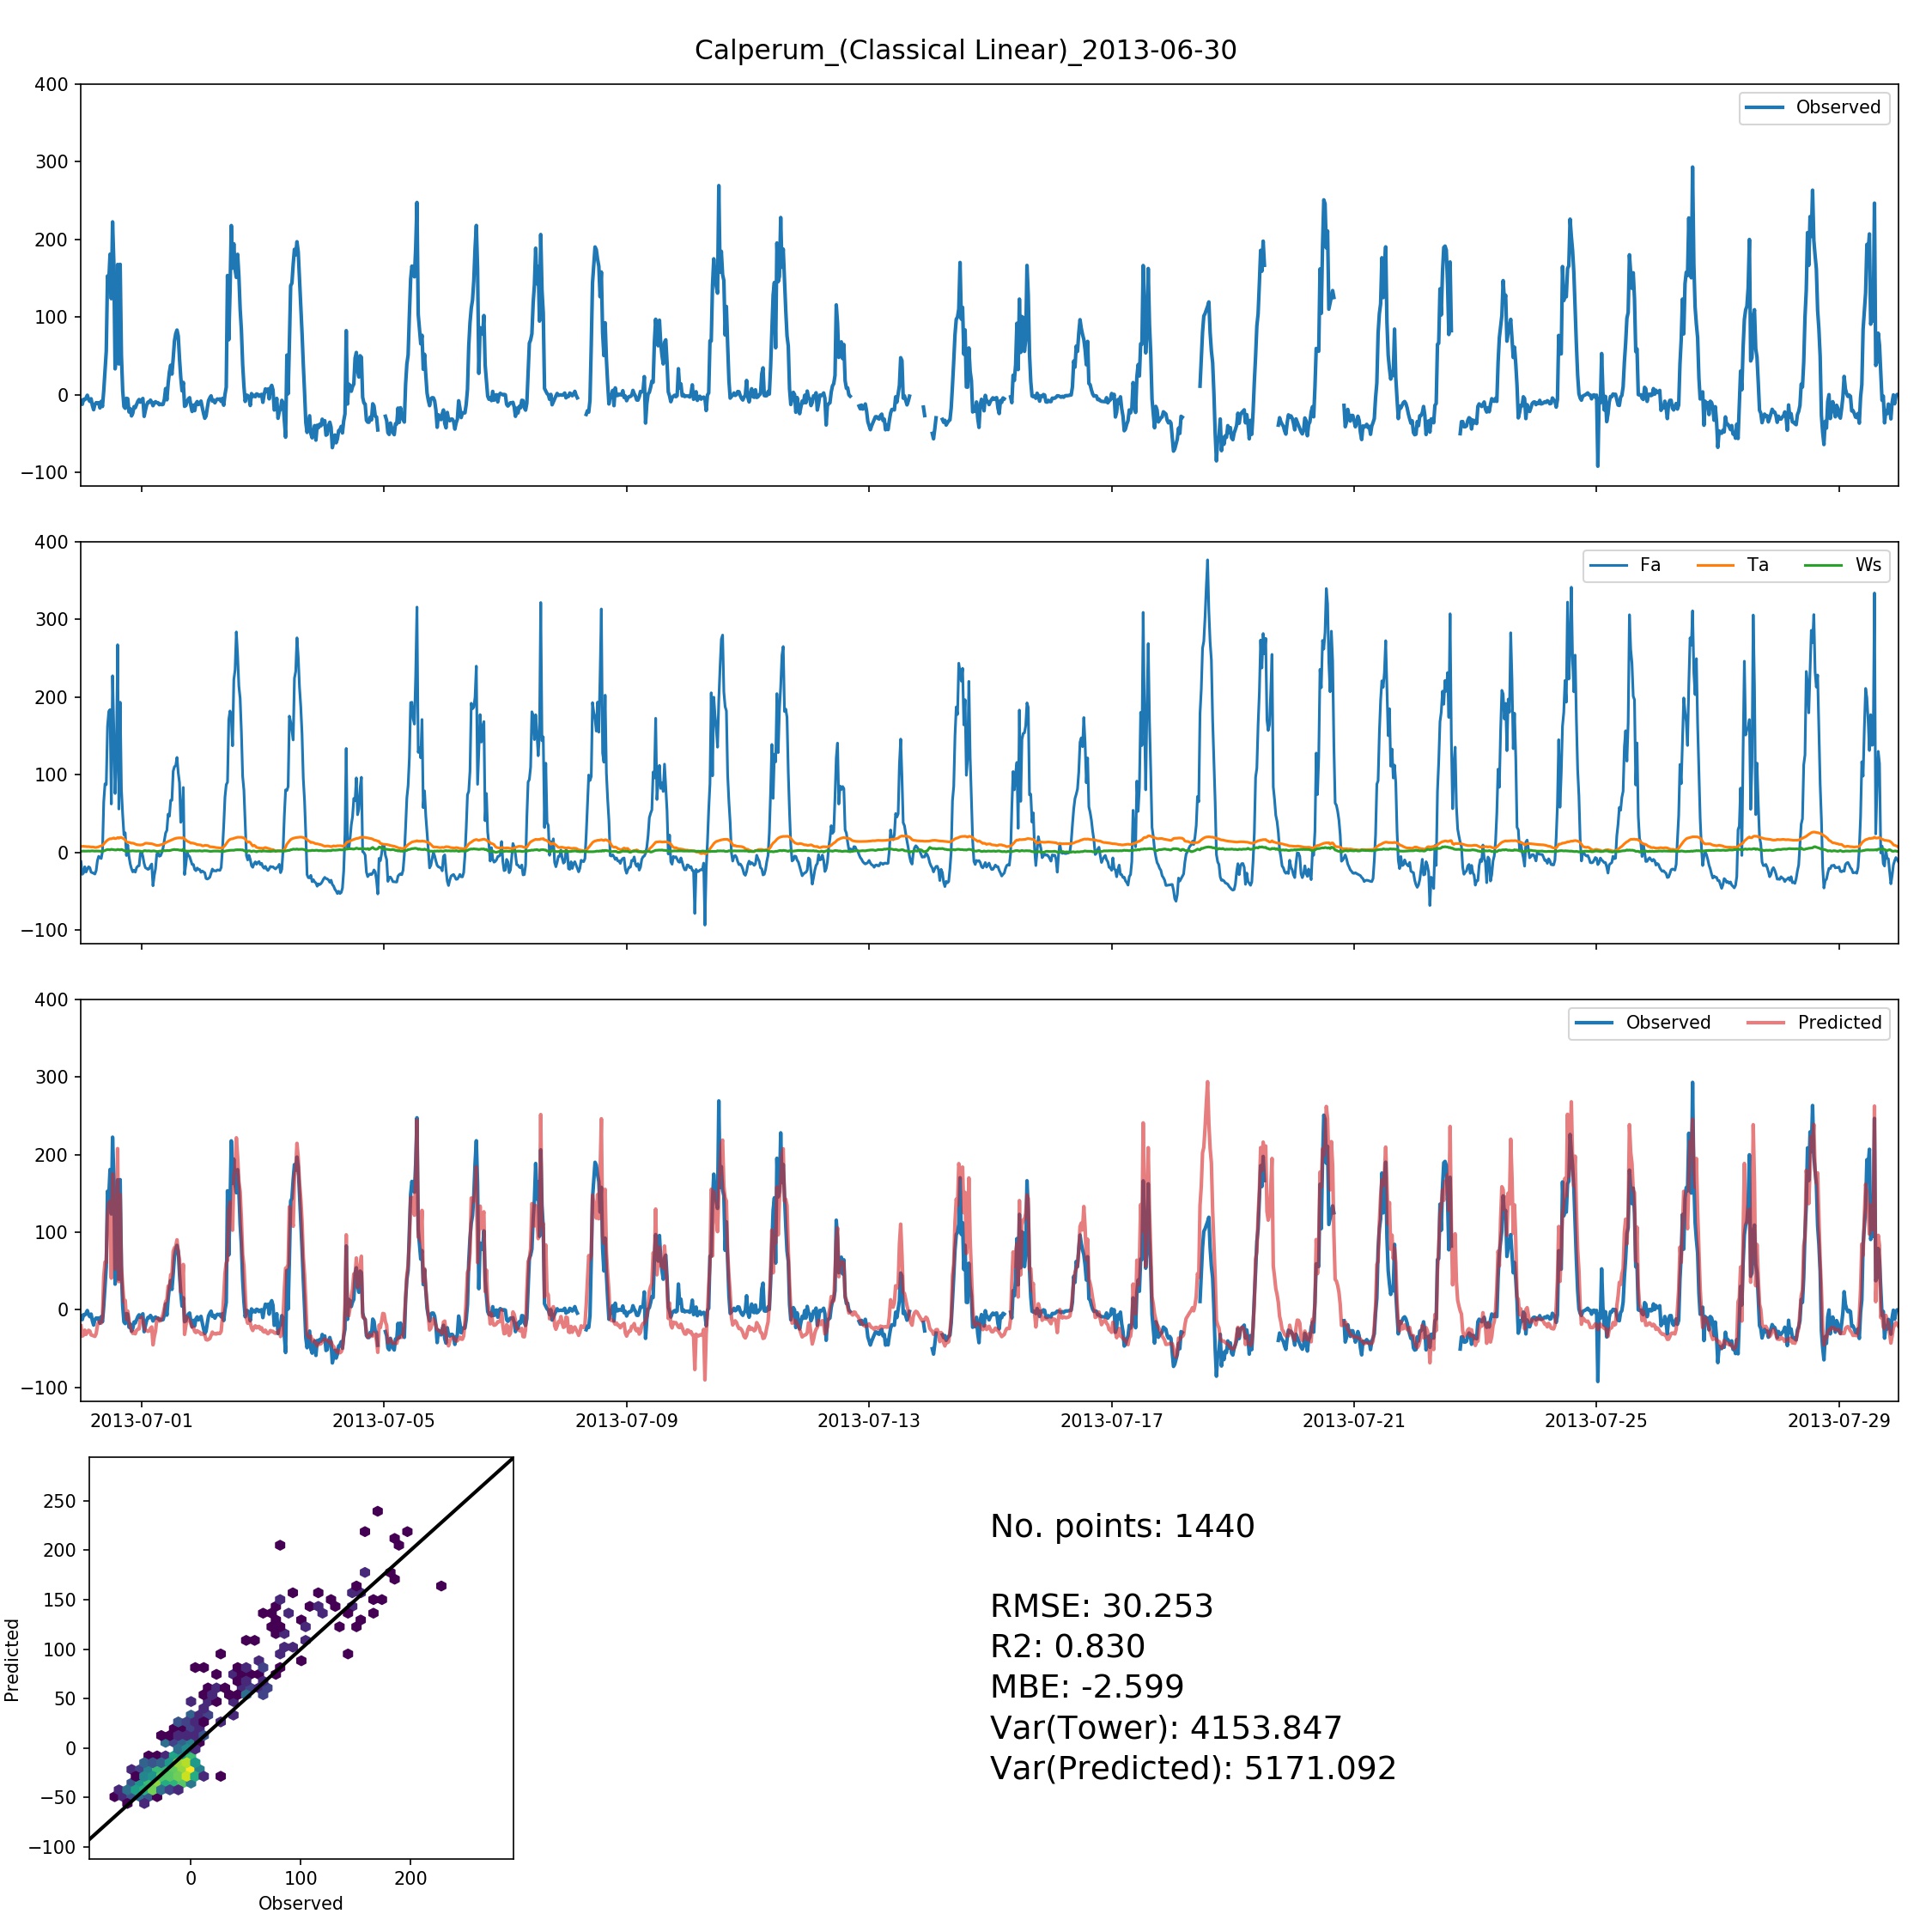 Calperum_(Classical Linear)_2013-06-30
400
300
200
100
0
−100
Observed
400
300
200
100
0
−100
Fa Ta Ws
400
300
200
100
0
−100
Observed Predicted
2013-07-01 2013-07-05 2013-07-09 2013-07-13 2013-07-17 2013-07-21 2013-07-25 2013-07-29
250
200
150
100
50
0
−50
−100
Predicted
0 100 200
Observed
No. points: 1440
RMSE: 30.253
R2: 0.830
MBE: -2.599
Var(Tower): 4153.847
Var(Predicted): 5171.092